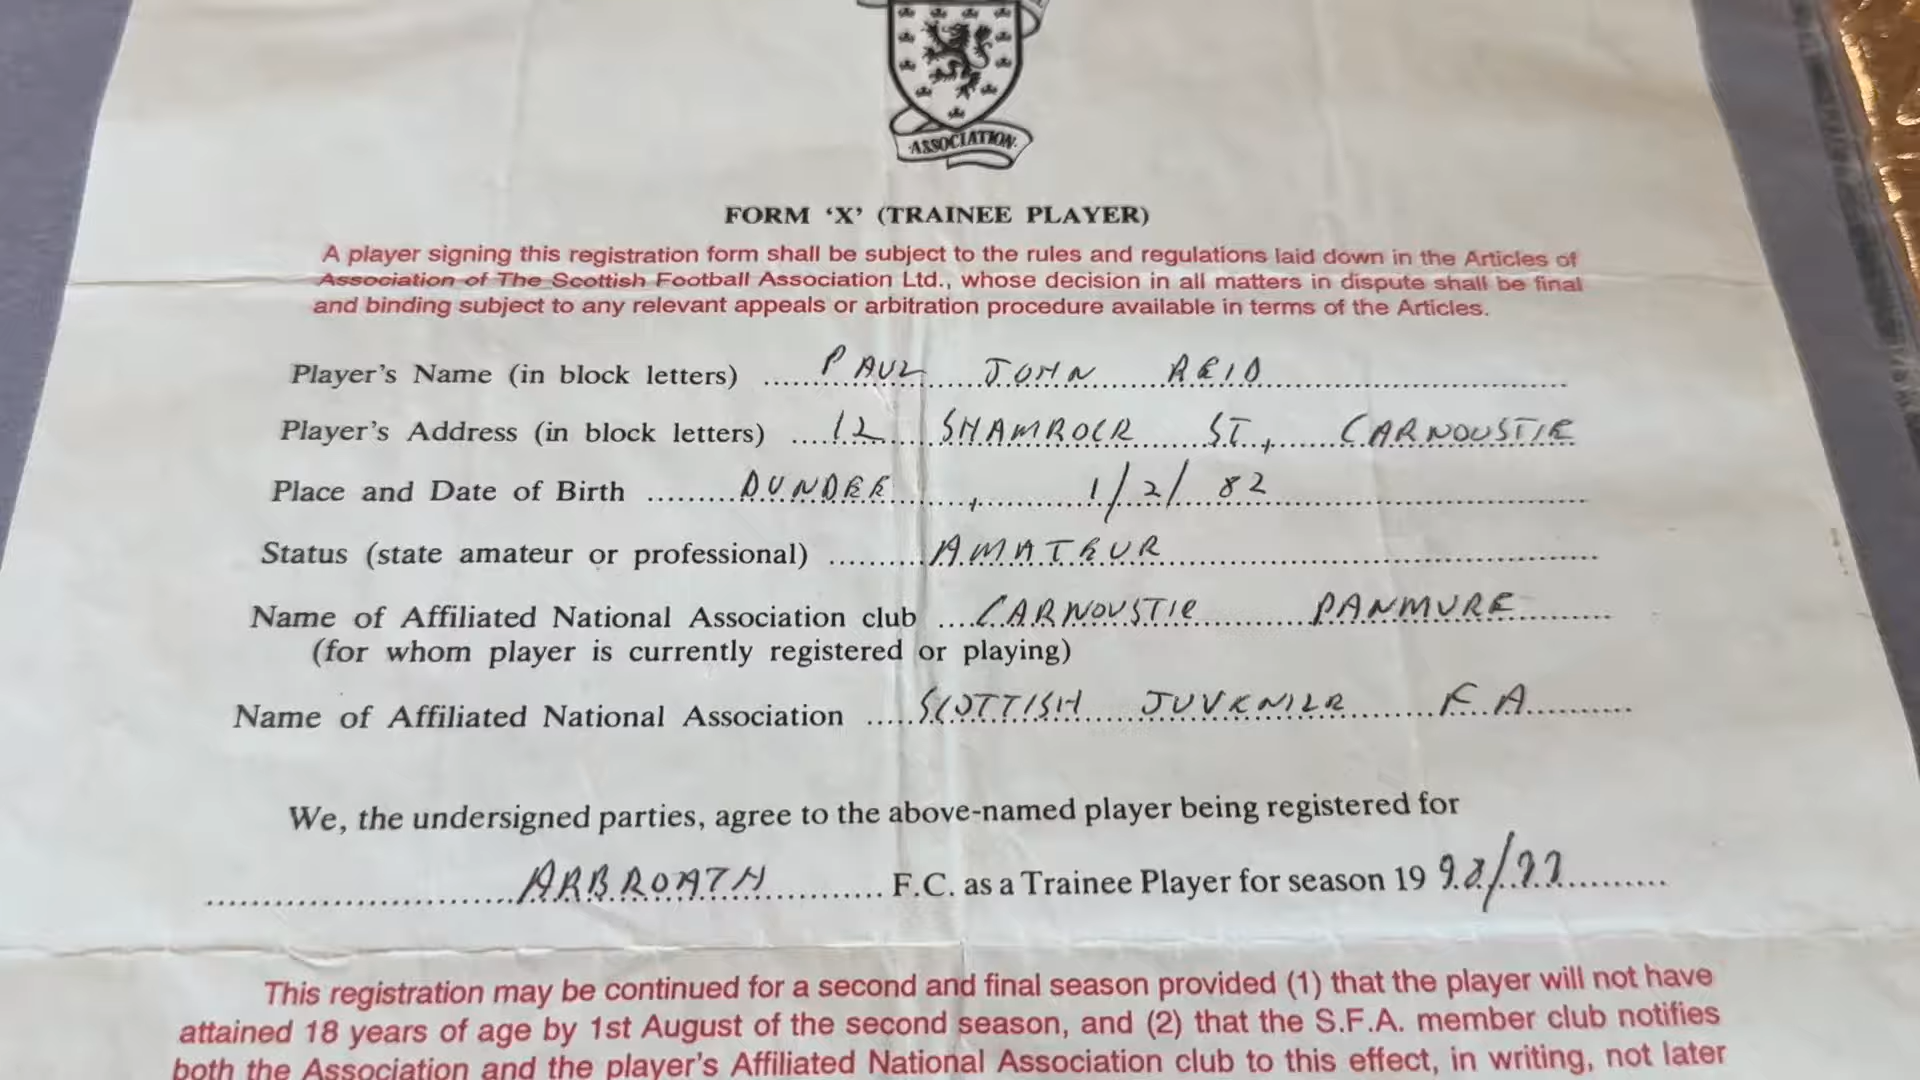 ASSOCIATION
FORM ‘X’ (TRAINEE PLAYER)
A player signing this registration form shall be subject to the rules and regulations laid down in the Articles of
Association of The Scottish Football Association Ltd., whose decision in all matters in dispute shall be final
and binding subject to any relevant appeals or arbitration procedure available in terms of the Articles.
Player’s Name (in block letters) PAUL JOHN REID
Player’s Address (in block letters) 12 SHAMROCK ST, CARNOUSTIE
Place and Date of Birth DUNDEE, 1/2/82
Status (state amateur or professional) AMATEUR
Name of Affiliated National Association club CARNOUSTIE PANMURE
(for whom player is currently registered or playing)
Name of Affiliated National Association SCOTTISH JUVENILE F.A.
We, the undersigned parties, agree to the above-named player being registered for
ARBROATH F.C. as a Trainee Player for season 19
This registration may be continued for a second and final season provided (1) that the player will not have
attained 18 years of age by 1st August of the second season, and (2) that the S.F.A. member club notifies
both the Association and the player’s Affiliated National Association club to this effect, in writing, not later